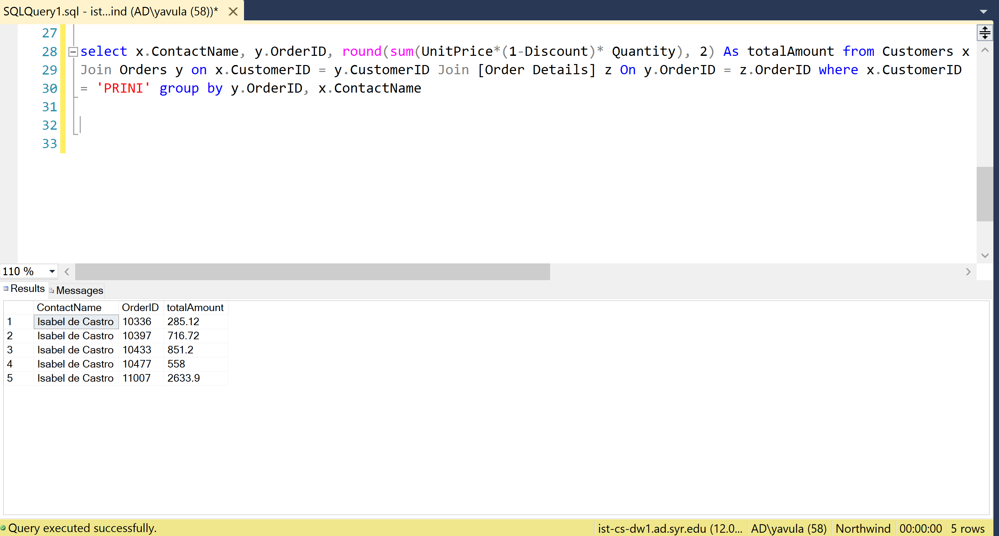 SQLQuery1.sql - ist...ind (AD\yavula (58))*
27
28 select x.ContactName, y.OrderID, round(sum(UnitPrice*(1-Discount)* Quantity), 2) As totalAmount from Customers x
29 Join Orders y on x.CustomerID = y.CustomerID Join [Order Details] z On y.OrderID = z.OrderID where x.CustomerID
30 = 'PRINI' group by y.OrderID, x.ContactName
31
32
33
110 %
Results Messages
ContactName OrderID totalAmount
1 Isabel de Castro 10336 285.12
2 Isabel de Castro 10397 716.72
3 Isabel de Castro 10433 851.2
4 Isabel de Castro 10477 558
5 Isabel de Castro 11007 2633.9
Query executed successfully. ist-cs-dw1.ad.syr.edu (12.0... AD\yavula (58) Northwind 00:00:00 5 rows